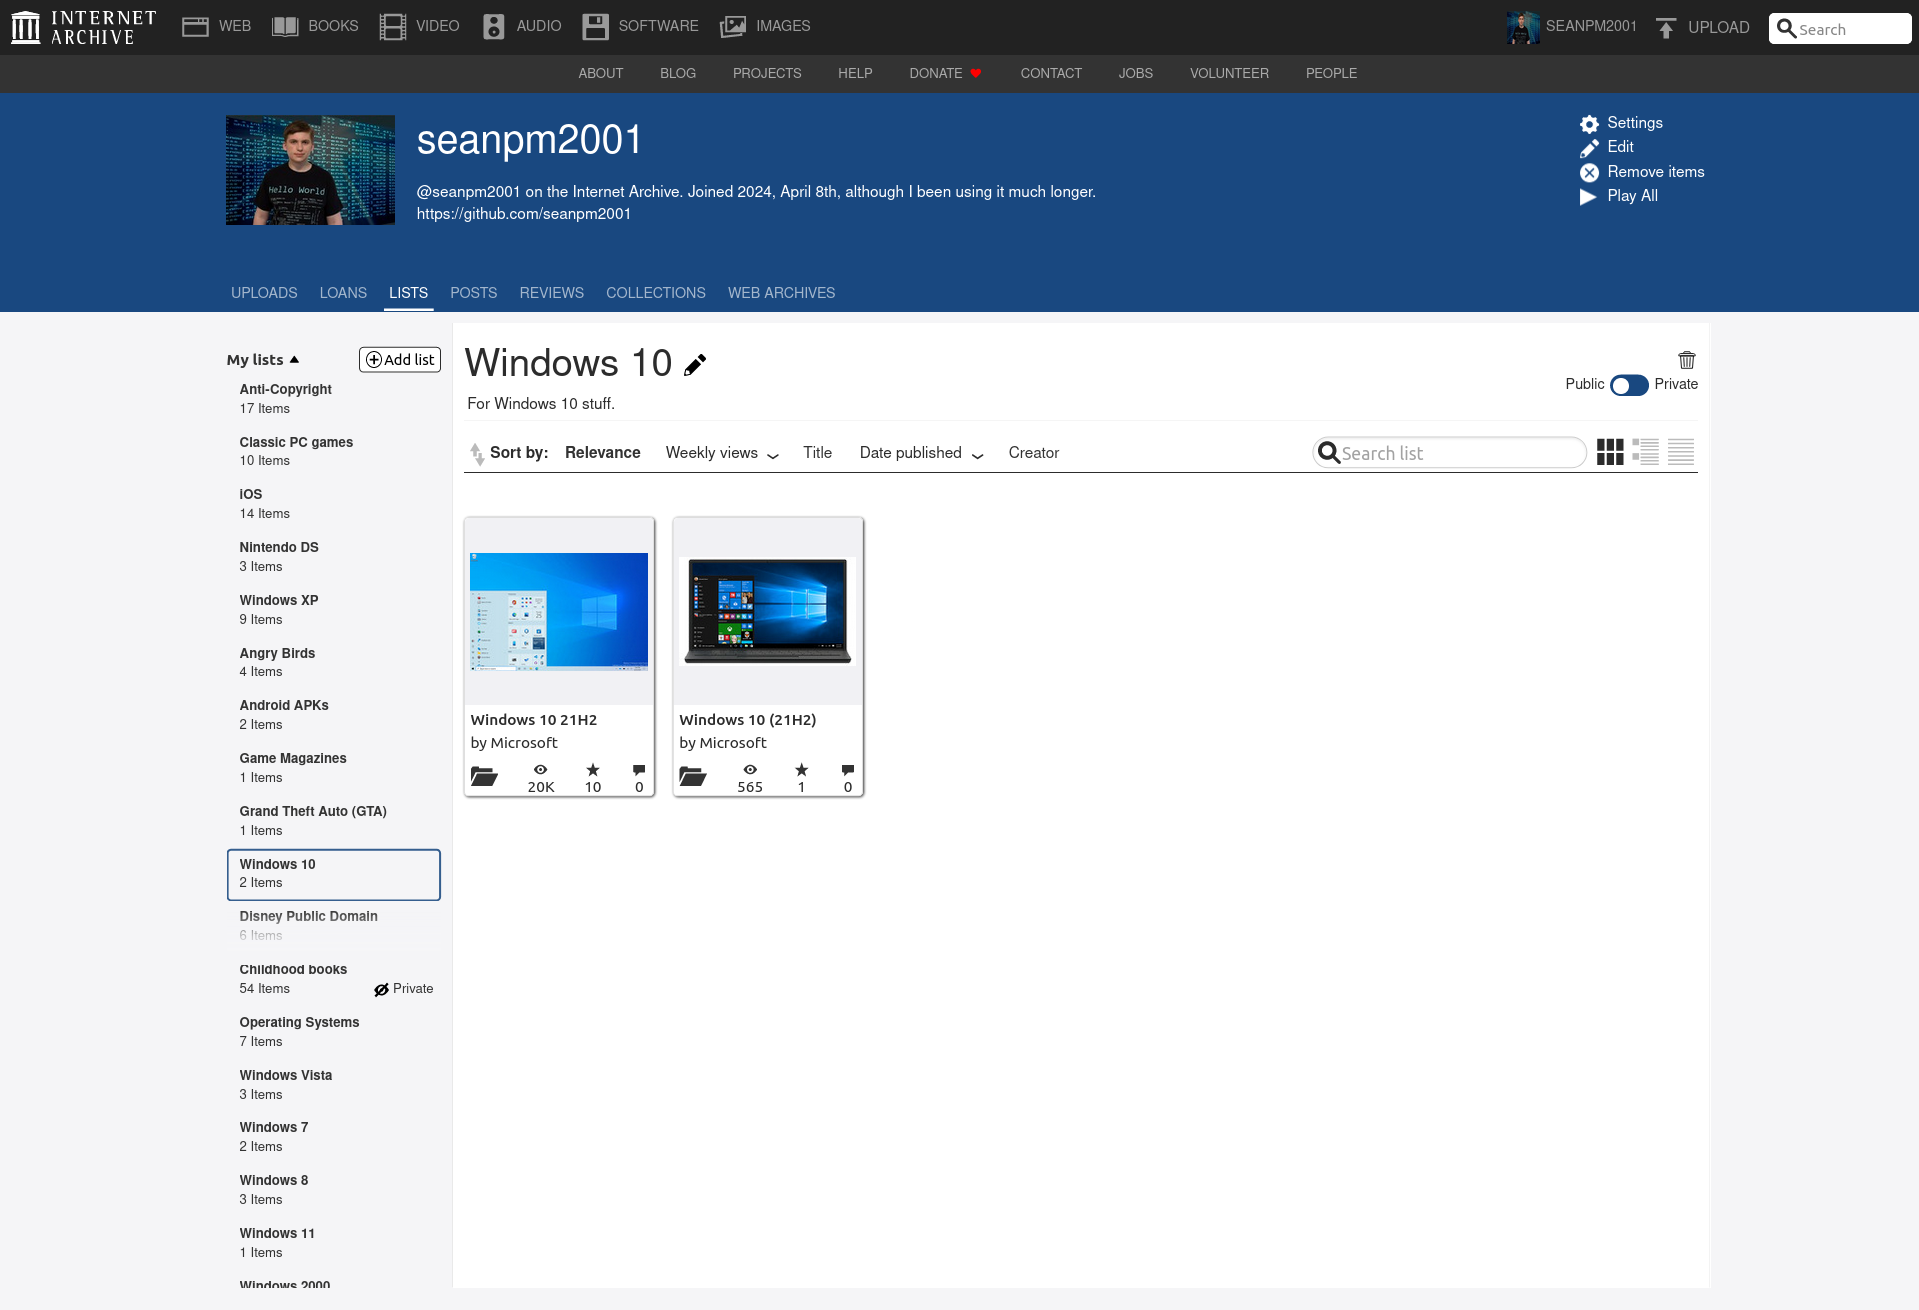 INTERNET ARCHIVE
WEB BOOKS VIDEO AUDIO SOFTWARE IMAGES
SEANPM2001 UPLOAD Search
ABOUT BLOG PROJECTS HELP DONATE CONTACT JOBS VOLUNTEER PEOPLE
Hello World
seanpm2001
@seanpm2001 on the Internet Archive. Joined 2024, April 8th, although I been using it much longer.
https://github.com/seanpm2001
Settings
Edit
Remove items
Play All
UPLOADS LOANS LISTS POSTS REVIEWS COLLECTIONS WEB ARCHIVES
My lists Add list
Anti-Copyright
17 Items
Classic PC games
10 Items
iOS
14 Items
Nintendo DS
3 Items
Windows XP
9 Items
Angry Birds
4 Items
Android APKs
2 Items
Game Magazines
1 Items
Grand Theft Auto (GTA)
1 Items
Windows 10
2 Items
Disney Public Domain
6 Items
Childhood books
54 Items Private
Operating Systems
7 Items
Windows Vista
3 Items
Windows 7
2 Items
Windows 8
3 Items
Windows 11
1 Items
Windows 2000
Windows 10
Public Private
For Windows 10 stuff.
Sort by: Relevance Weekly views Title Date published Creator
Search list
Windows 10 21H2
by Microsoft
20K 10 0
Windows 10 (21H2)
by Microsoft
565 1 0